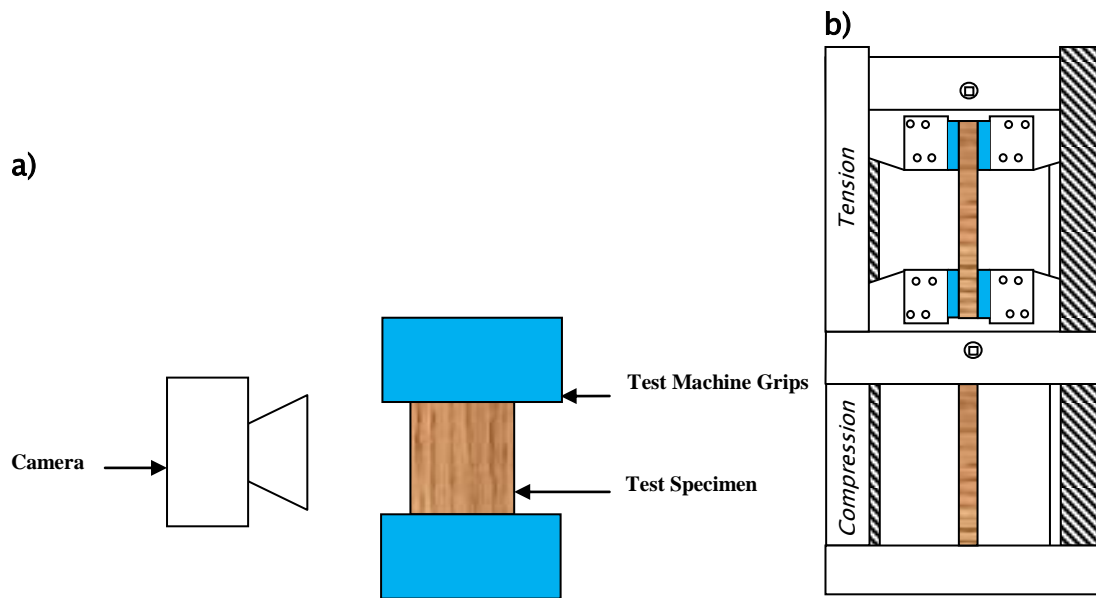 a)
Camera
Test Machine Grips
Test Specimen
b)
Tension
Compression